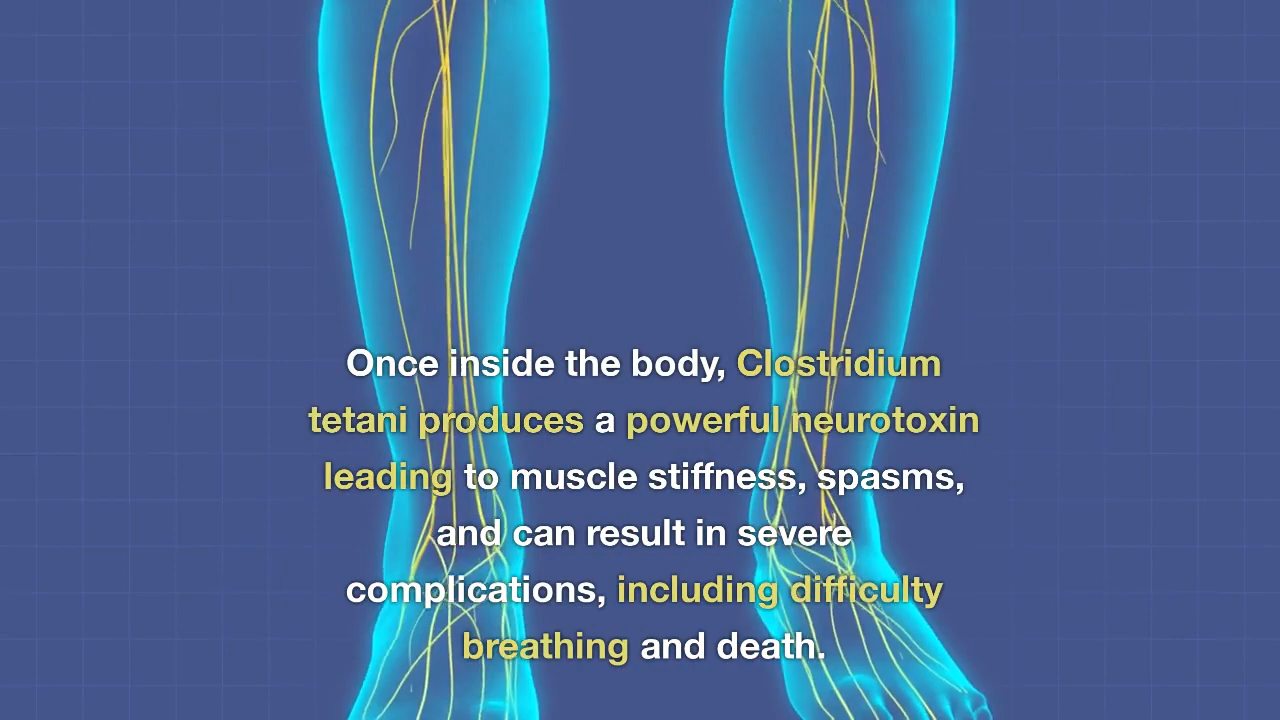 Once inside the body, Clostridium
tetani produces a powerful neurotoxin
leading to muscle stiffness, spasms,
and can result in severe
complications, including difficulty
breathing and death.